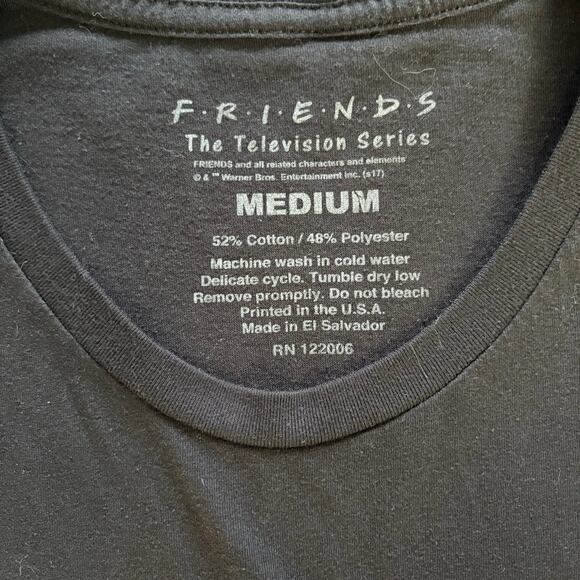 F·R·I·E·N·D·S
The Television Series
FRIENDS and all related characters and elements
© & ™ Warner Bros. Entertainment Inc. (s17)
MEDIUM
52% Cotton / 48% Polyester
Machine wash in cold water
Delicate cycle. Tumble dry low
Remove promptly. Do not bleach
Printed in the U.S.A.
Made in El Salvador
RN 122006